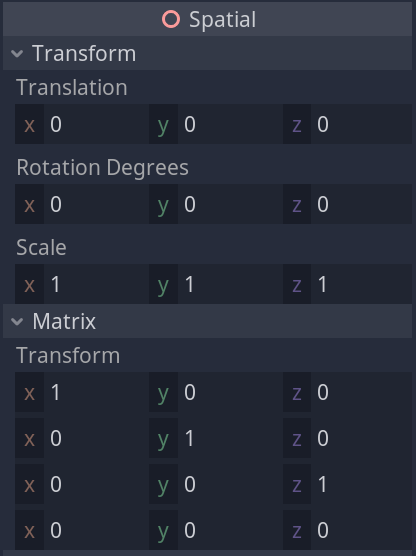 Spatial
Transform
Translation
x 0 y 0 z 0
Rotation Degrees
x 0 y 0 z 0
Scale
x 1 y 1 z 1
Matrix
Transform
x 1 y 0 z 0
x 0 y 1 z 0
x 0 y 0 z 1
x 0 y 0 z 0